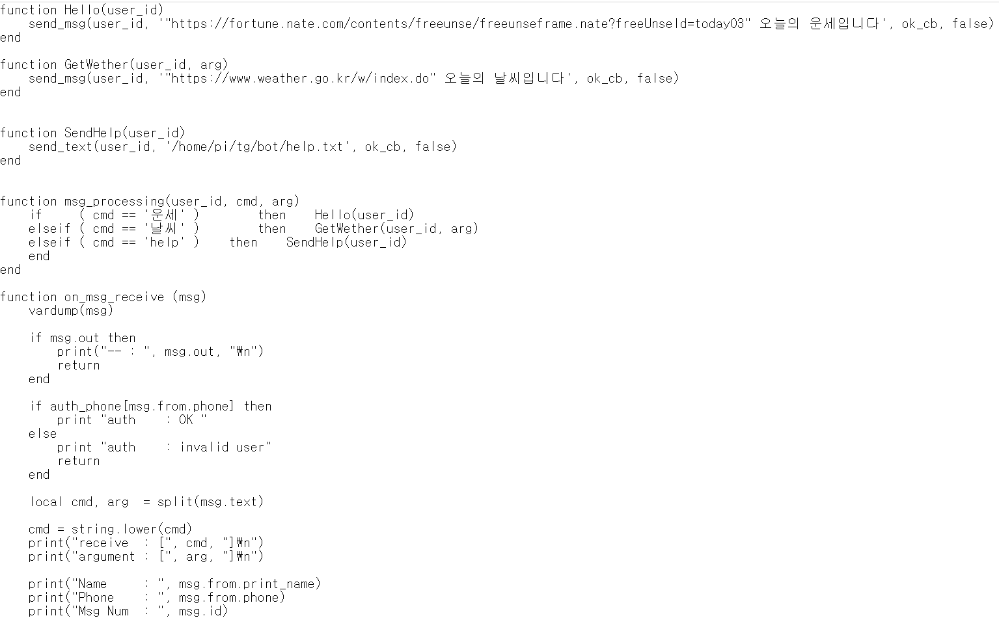 function Hello(user_id)
    send_msg(user_id, '"https://fortune.nate.com/contents/freeunse/freeunseframe.nate?freeUnseId=today03" 오늘의 운세입니다', ok_cb, false)
end

function GetWether(user_id, arg)
    send_msg(user_id, '"https://www.weather.go.kr/w/index.do" 오늘의 날씨입니다', ok_cb, false)
end


function SendHelp(user_id)
    send_text(user_id, '/home/pi/tg/bot/help.txt', ok_cb, false)
end


function msg_processing(user_id, cmd, arg)
    if     ( cmd == '운세' )        then    Hello(user_id)
    elseif ( cmd == '날씨' )        then    GetWether(user_id, arg)
    elseif ( cmd == 'help' )    then    SendHelp(user_id)
    end
end

function on_msg_receive (msg)
    vardump(msg)

    if msg.out then
        print("-- : ", msg.out, "₩n")
        return
    end

    if auth_phone[msg.from.phone] then
        print "auth    : OK "
    else
        print "auth    : invalid user"
        return
    end

    local cmd, arg  = split(msg.text)

    cmd = string.lower(cmd)
    print("receive  : [", cmd, "]₩n")
    print("argument : [", arg, "]₩n")

    print("Name     : ", msg.from.print_name)
    print("Phone    : ", msg.from.phone)
    print("Msg Num  : ", msg.id)